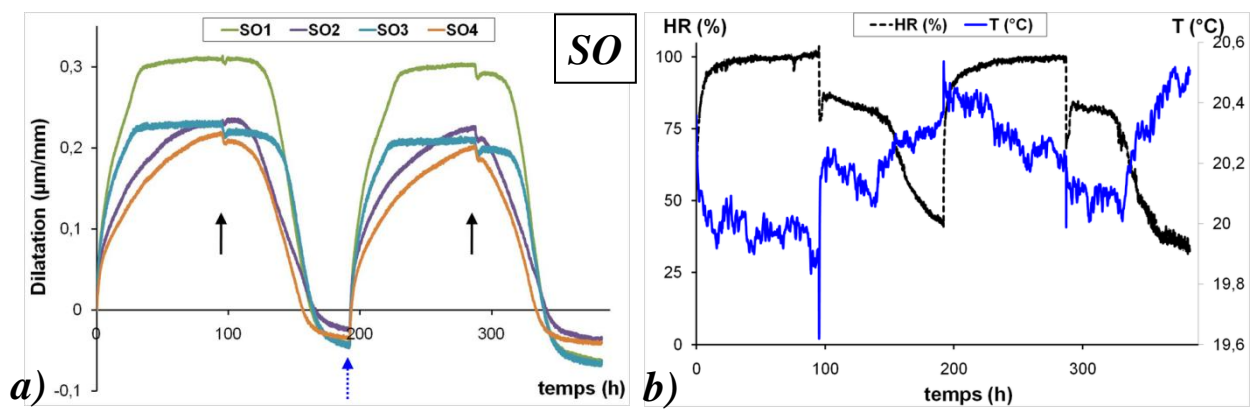 SO1 SO2 SO3 SO4
SO
Dilatation (µm/mm)
0,3
0,2
0,1
0
-0,1
0 100 200 300
temps (h)
a)
HR (%) HR (%) T (°C) T (°C)
100
75
50
25
0
20,6
20,4
20,2
20
19,8
19,6
0 100 200 300
temps (h)
b)